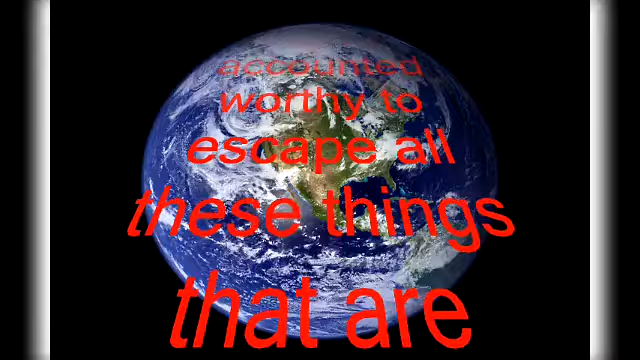 accounted
worthy to
escape all
these things
that are